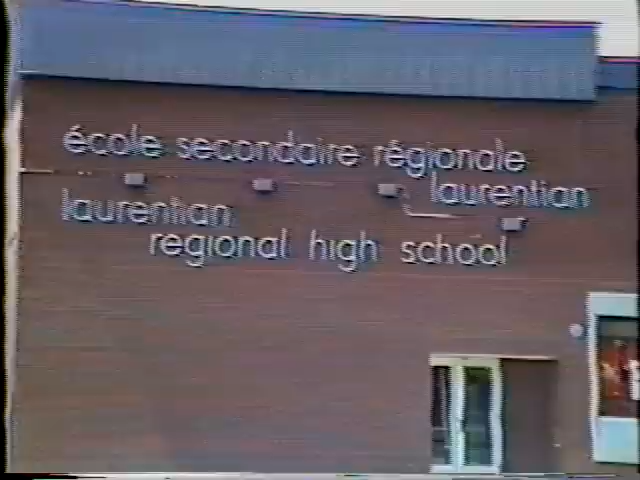 école secondaire régionale
laurentian
laurentian
regional high school